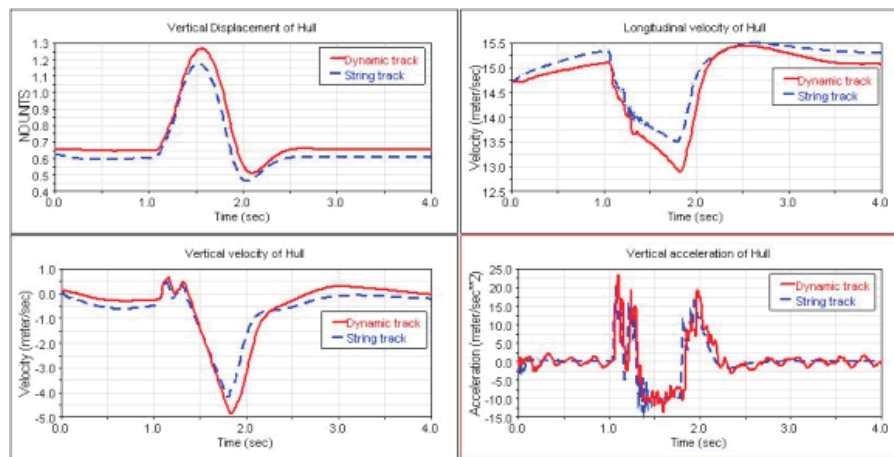 Vertical Displacement of Hull
NO UNITS
1.3
1.2
1.1
1.0
0.9
0.8
0.7
0.6
0.5
0.4
0.0 1.0 2.0 3.0 4.0
Time (sec)
Dynamic track
String track
Longitudinal velocity of Hull
Velocity (meter/sec)
15.5
15.0
14.5
14.0
13.5
13.0
12.5
0.0 1.0 2.0 3.0 4.0
Time (sec)
Dynamic track
String track
Vertical velocity of Hull
Velocity (meter/sec)
1.0
0.0
-1.0
-2.0
-3.0
-4.0
-5.0
0.0 1.0 2.0 3.0 4.0
Time (sec)
Dynamic track
String track
Vertical acceleration of Hull
Acceleration (meter/sec**2)
25.0
20.0
15.0
10.0
5.0
0.0
-5.0
-10.0
-15.0
0.0 1.0 2.0 3.0 4.0
Time (sec)
Dynamic track
String track